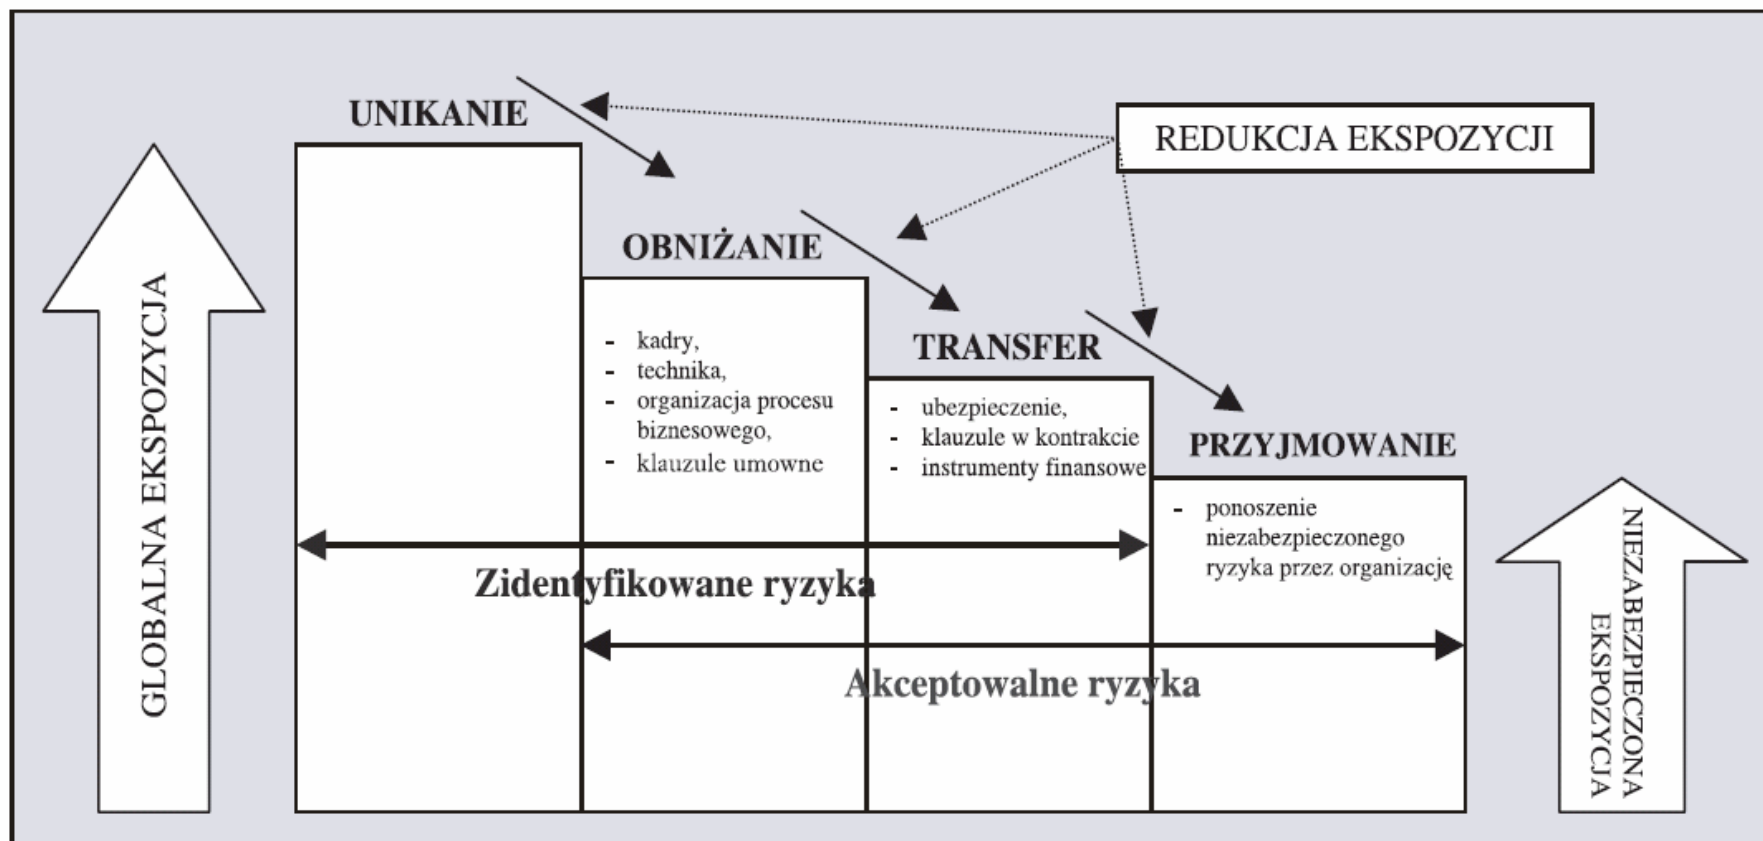 UNIKANIE
REDUKCJA EKSPOZYCJI
OBNIŻANIE
- kadry,
- technika,
- organizacja procesu
biznesowego,
- klauzule umowne
TRANSFER
- ubezpieczenie,
- klauzule w kontrakcie
- instrumenty finansowe
PRZYJMOWANIE
- ponoszenie
niezabezpieczonego
ryzyka przez organizację
Zidentyfikowane ryzyka
Akceptowalne ryzyka
GLOBALNA EKSPOZYCJA
NIEZABEZPIECZONA
EKSPOZYCJA